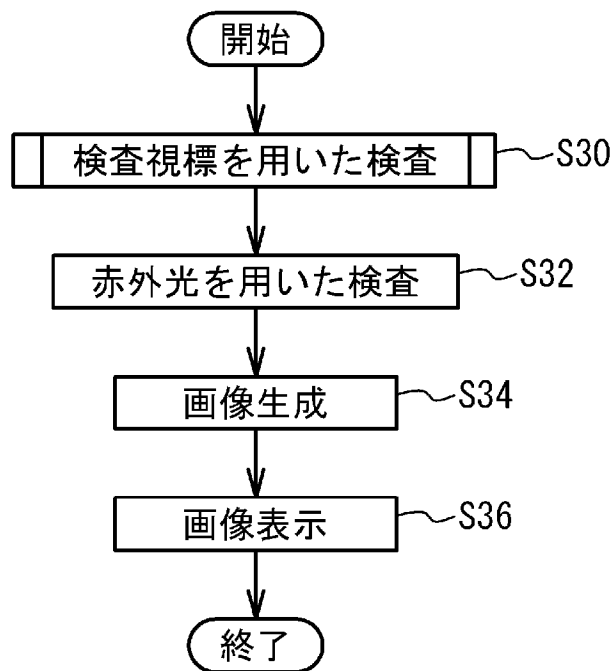 開始
検査視標を用いた検査
S30
赤外光を用いた検査
S32
画像生成
S34
画像表示
S36
終了